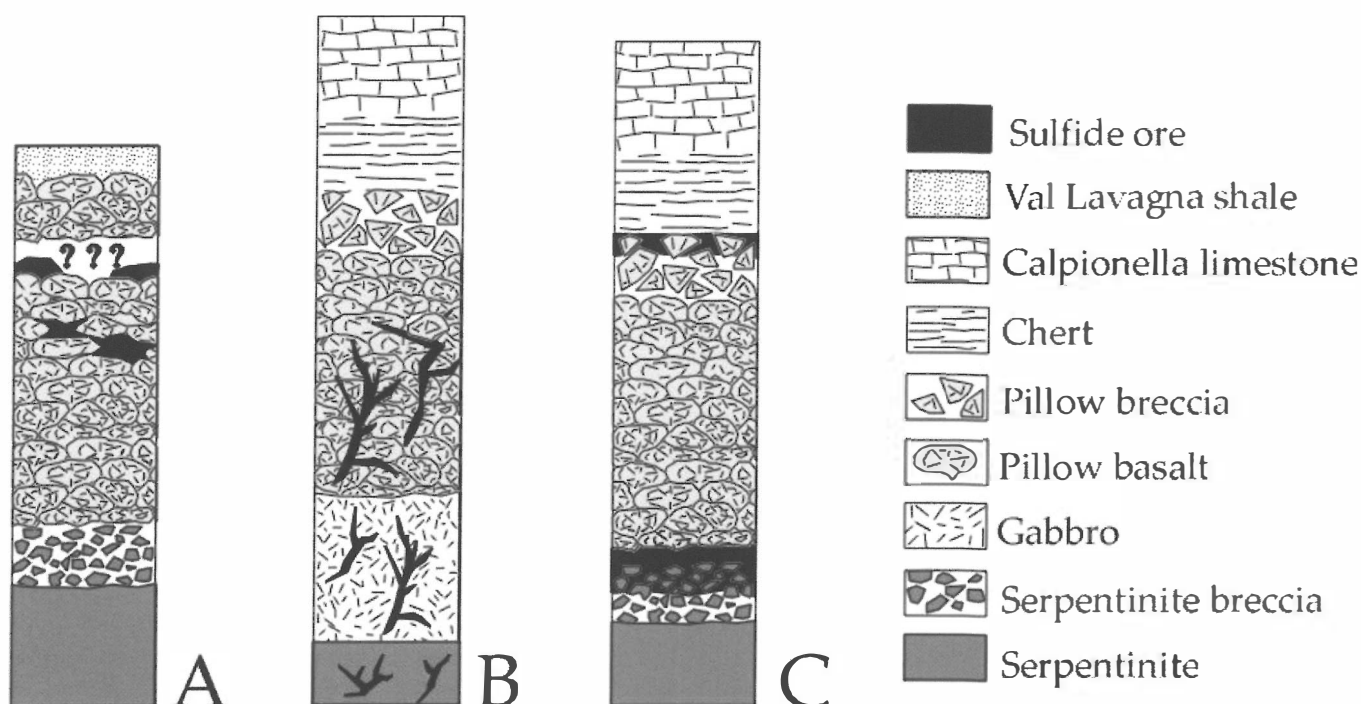 ? ? ?
A
B
C
Sulfide ore
Val Lavagna shale
Calpionella limestone
Chert
Pillow breccia
Pillow basalt
Gabbro
Serpentinite breccia
Serpentinite